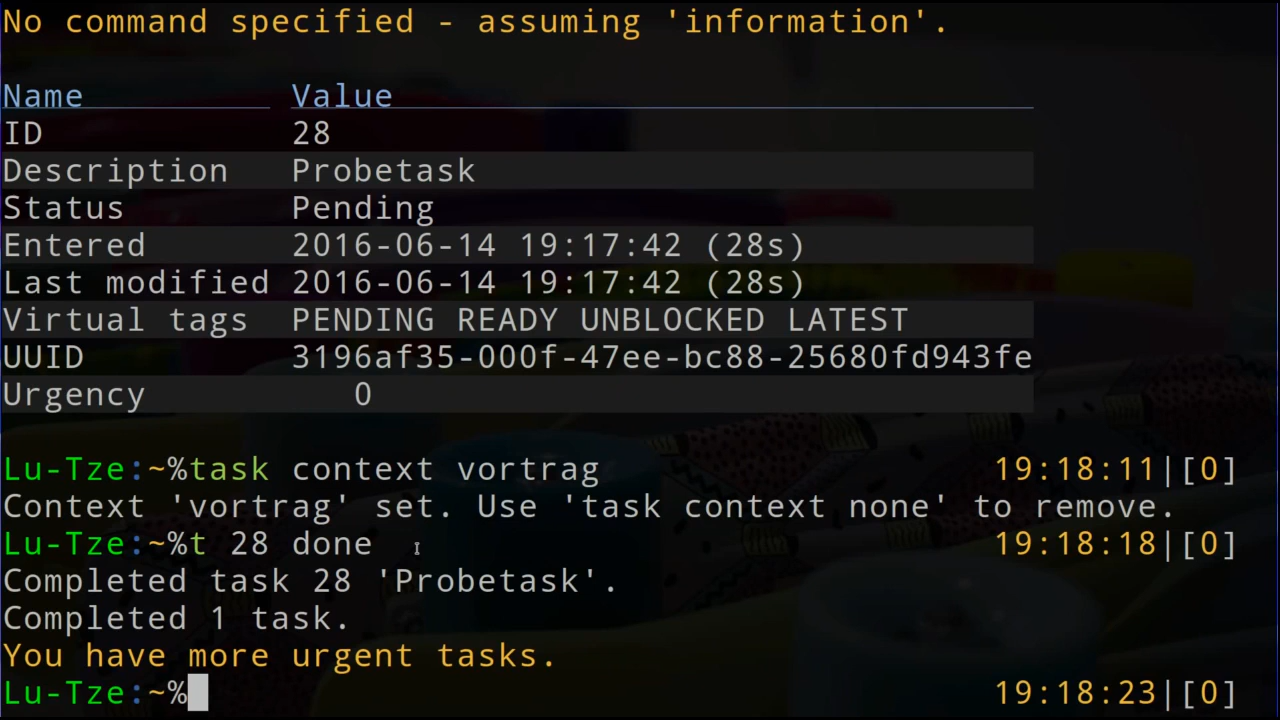 No command specified - assuming 'information'.
Name Value
ID 28
Description Probetask
Status Pending
Entered 2016-06-14 19:17:42 (28s)
Last modified 2016-06-14 19:17:42 (28s)
Virtual tags PENDING READY UNBLOCKED LATEST
UUID 3196af35-000f-47ee-bc88-25680fd943fe
Urgency 0
Lu-Tze:~%task context vortrag 19:18:11|[0]
Context 'vortrag' set. Use 'task context none' to remove.
Lu-Tze:~%t 28 done 19:18:18|[0]
Completed task 28 'Probetask'.
Completed 1 task.
You have more urgent tasks.
Lu-Tze:~% 19:18:23|[0]